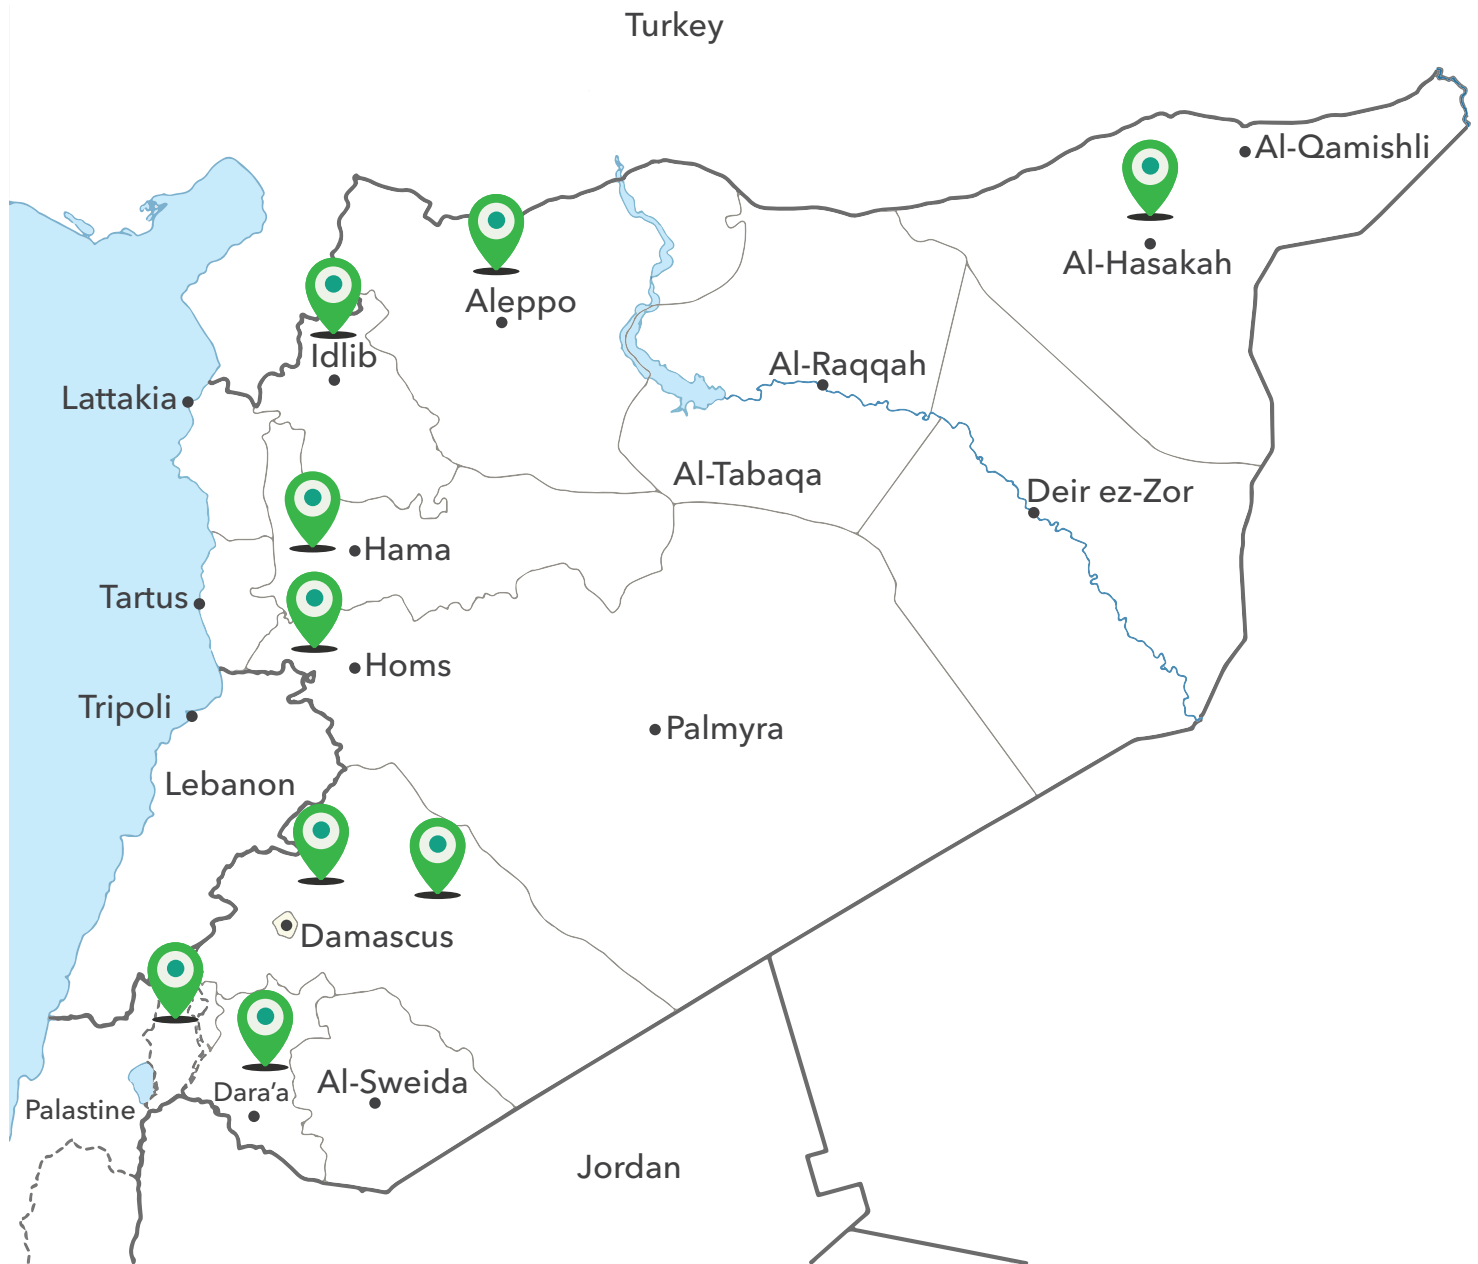 Turkey
Al-Qamishli
Al-Hasakah
Aleppo
Idlib
Al-Raqqah
Lattakia
Al-Tabaqa
Deir ez-Zor
Hama
Tartus
Homs
Tripoli
Palmyra
Lebanon
Damascus
Al-Sweida
Dara’a
Palastine
Jordan